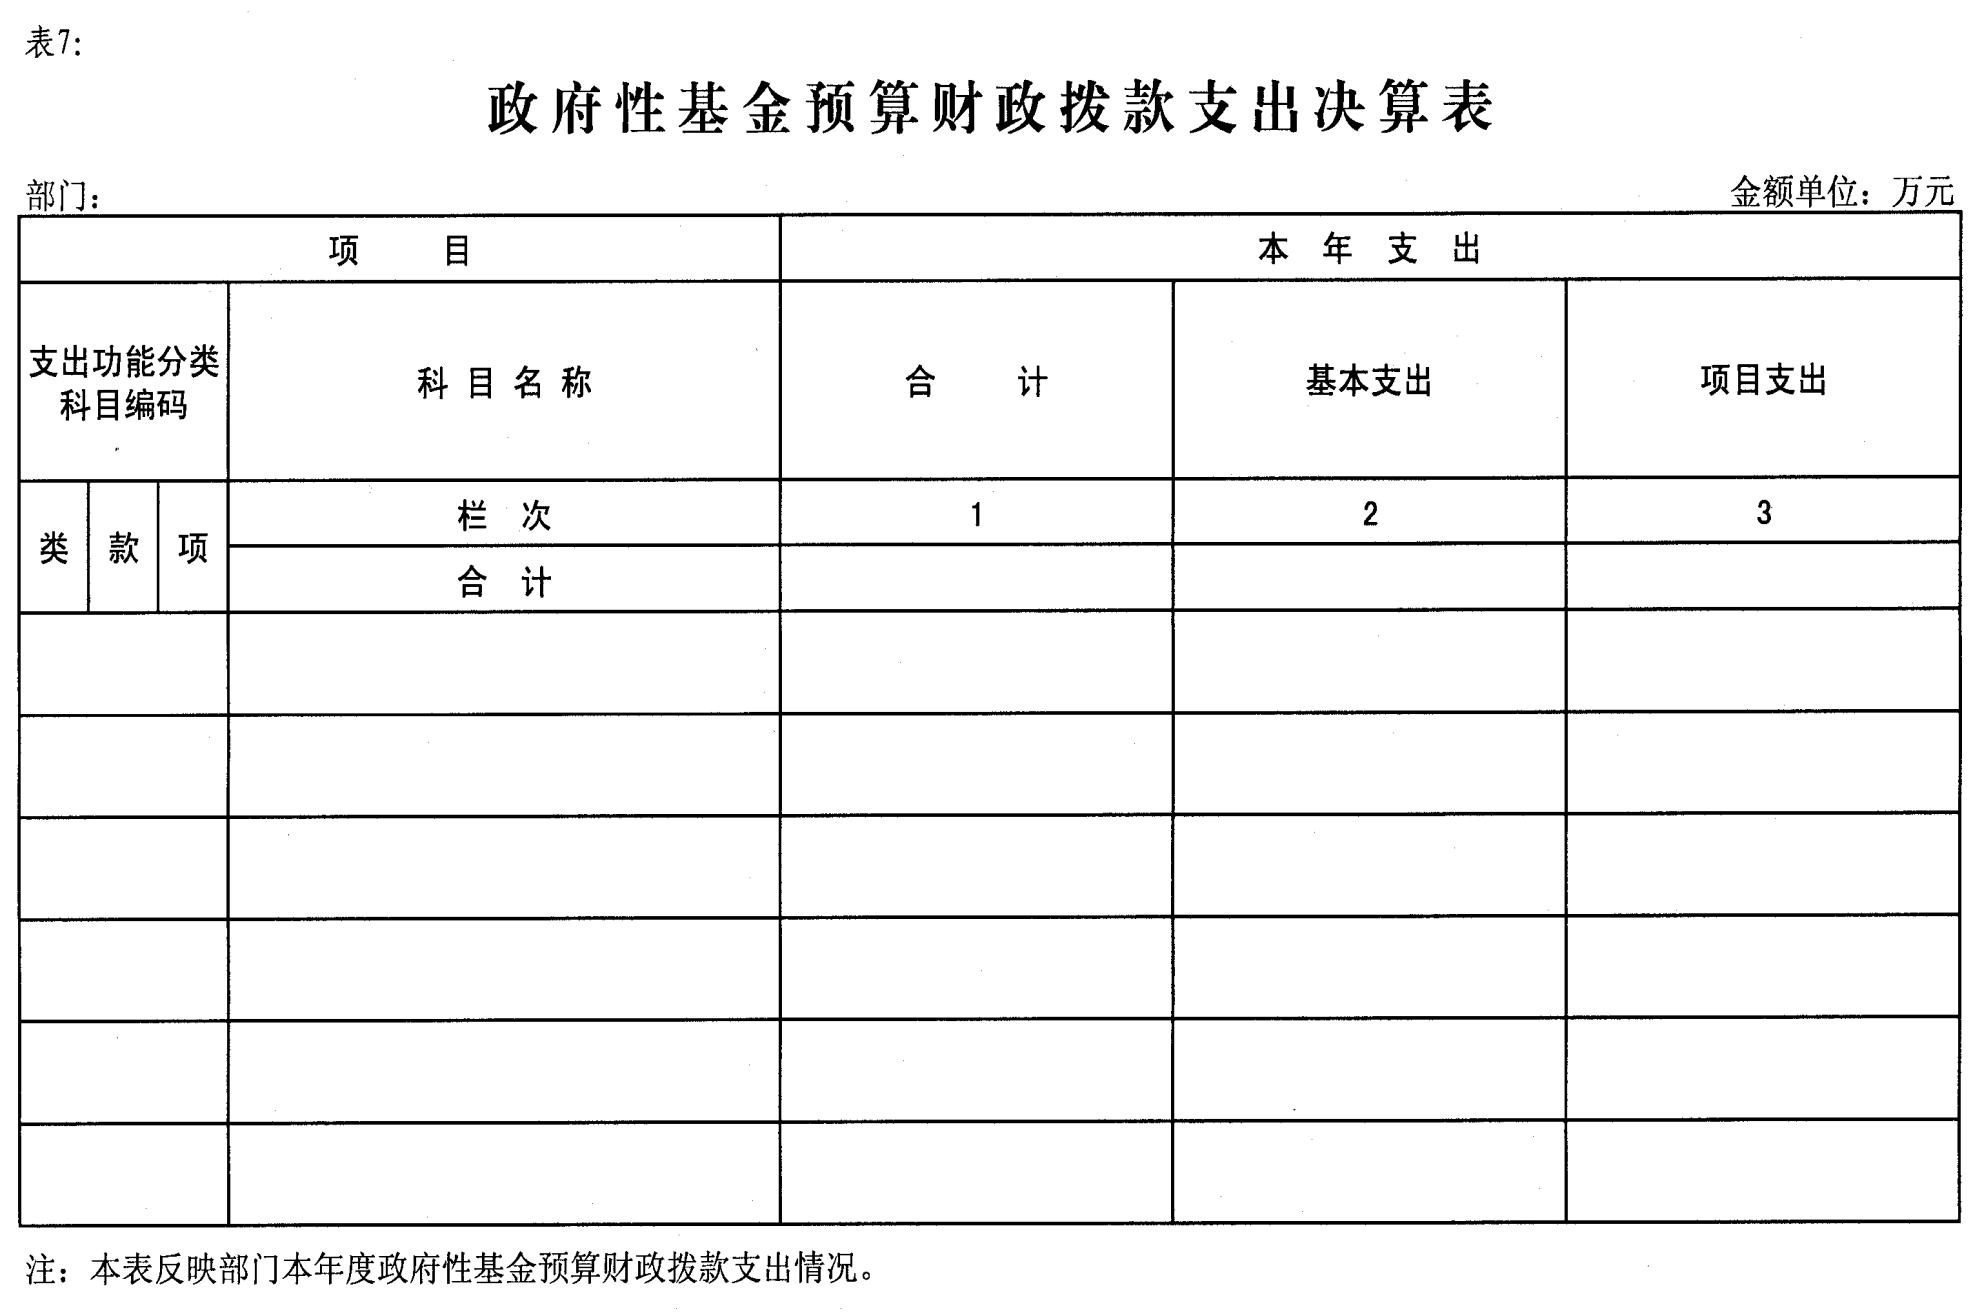 表7:
政府性基金预算财政拨款支出决算表
部门:
金额单位: 万元
项 目
本 年 支 出
支出功能分类
科目编码
科 目 名 称
合 计
基本支出
项目支出
类
款
项
栏 次
1
2
3
合 计
注: 本表反映部门本年度政府性基金预算财政拨款支出情况。